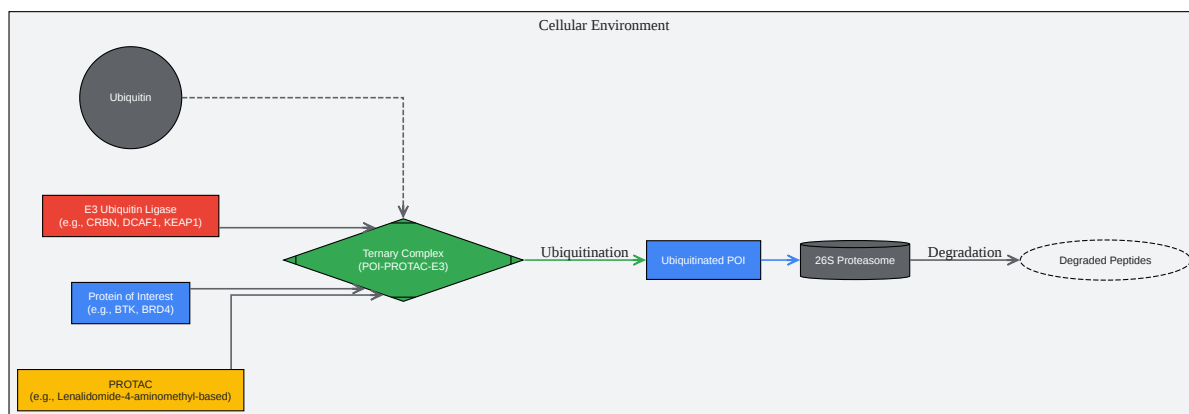 Cellular Environment
Ubiquitin
E3 Ubiquitin Ligase
(e.g., CRBN, DCAF1, KEAP1)
Ternary Complex
(POI-PROTAC-E3)
Ubiquitination
Ubiquitinated POI
26S Proteasome
Degradation
Degraded Peptides
Protein of Interest
(e.g., BTK, BRD4)
PROTAC
(e.g., Lenalidomide-4-aminomethyl-based)